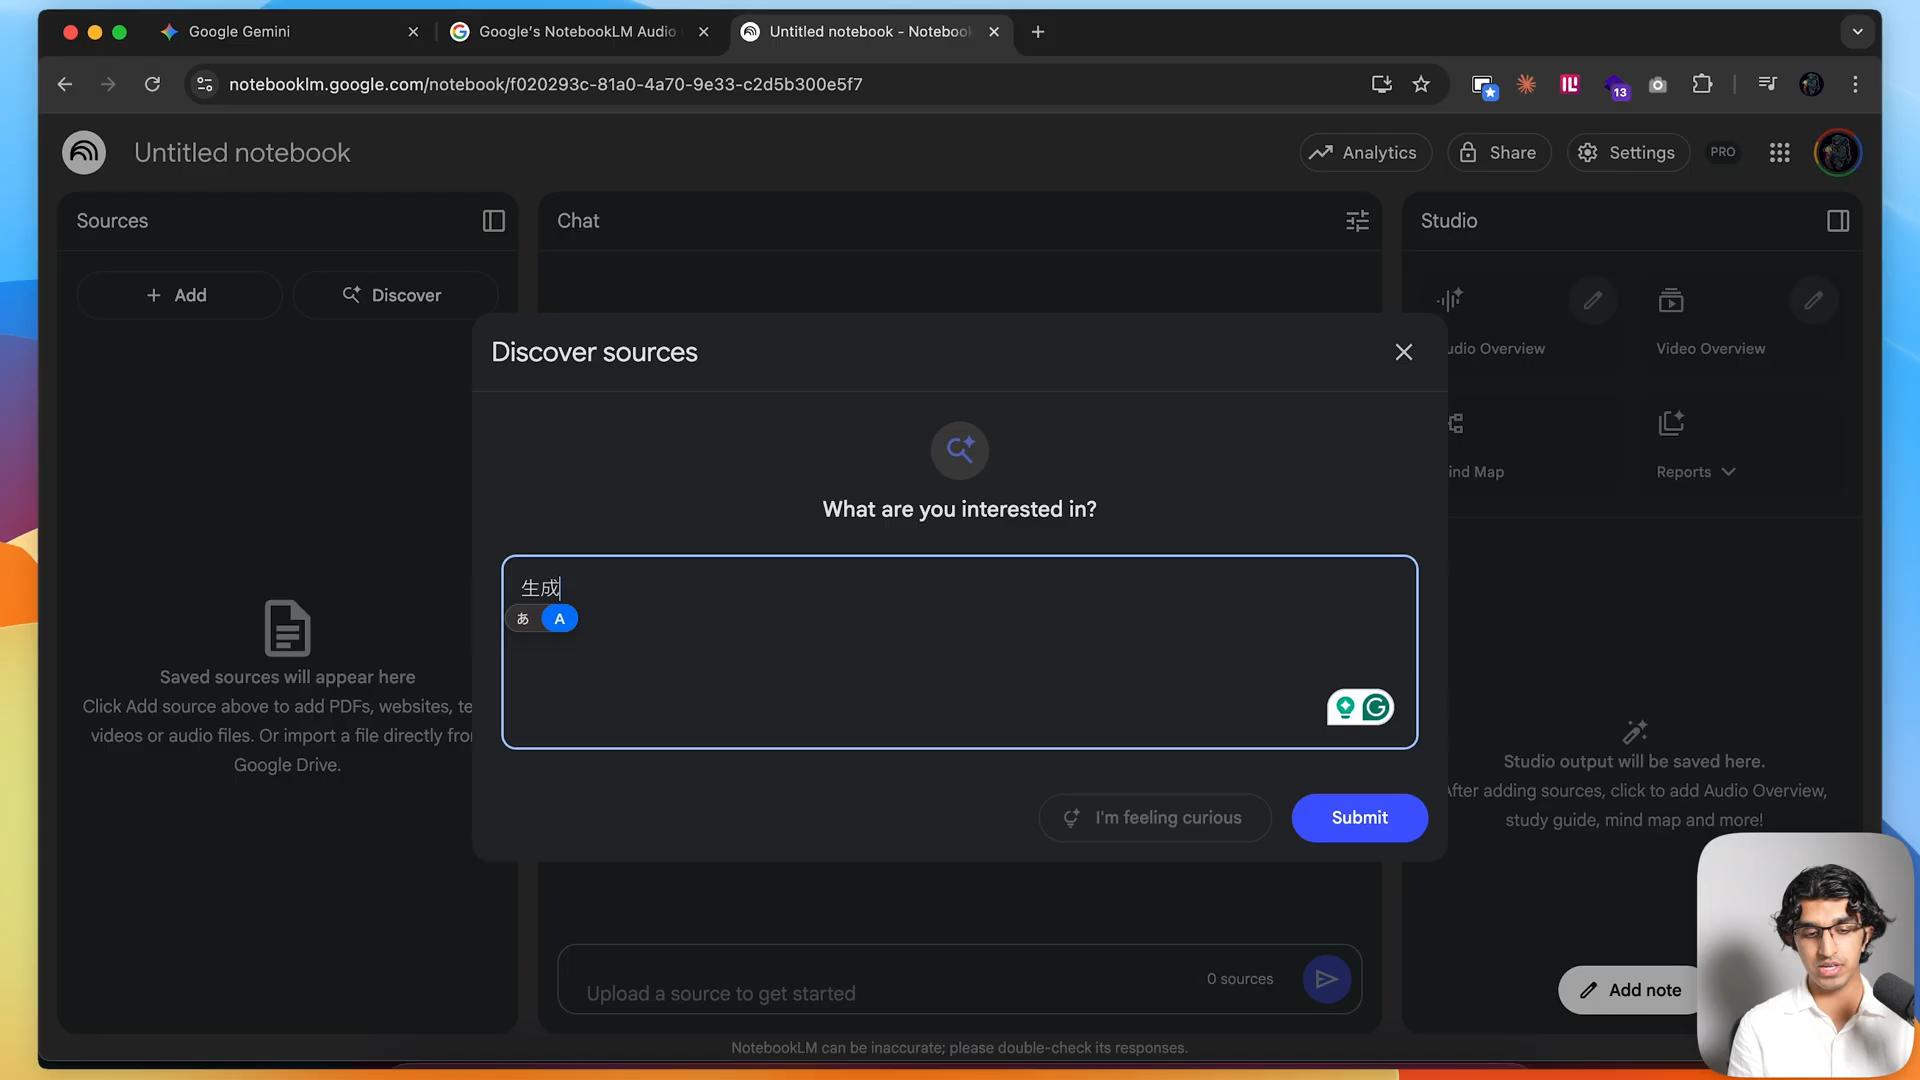 Google Gemini
Google's NotebookLM Audio
Untitled notebook - Noteboo
notebooklm.google.com/notebook/f020293c-81a0-4a70-9e33-c2d5b300e5f7
13
Untitled notebook
Analytics
Share
Settings
PRO
Sources
Chat
Studio
+ Add
Discover
Discover sources
udio Overview
Video Overview
ind Map
Reports
What are you interested in?
生成
あ A
Saved sources will appear here
Click Add source above to add PDFs, websites, te
videos or audio files. Or import a file directly fro
Google Drive.
I'm feeling curious
Submit
Studio output will be saved here.
After adding sources, click to add Audio Overview,
study guide, mind map and more!
Upload a source to get started
0 sources
Add note
NotebookLM can be inaccurate; please double-check its responses.